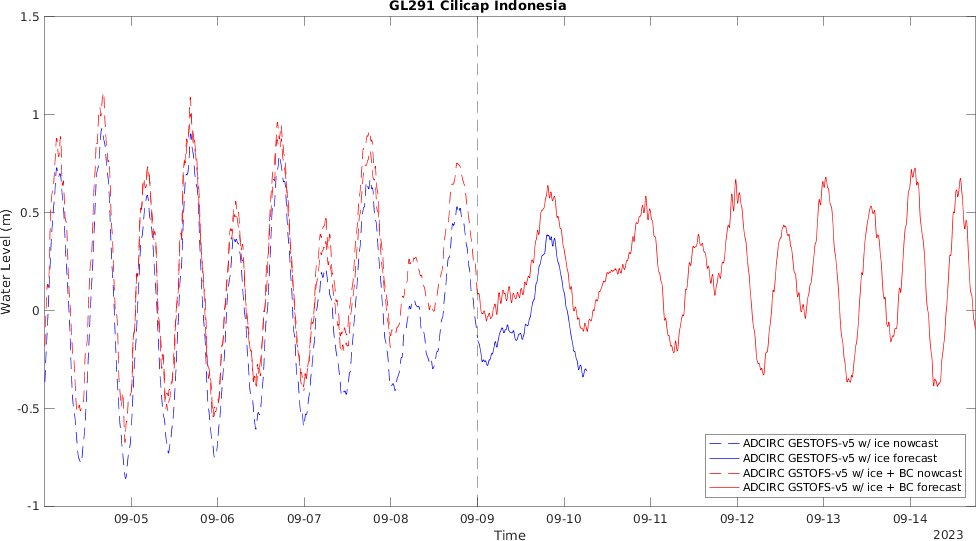 GL291 Cilicap Indonesia
1.5
1
0.5
0
-0.5
-1
Water Level (m)
ADCIRC GESTOFS-v5 w/ ice nowcast
ADCIRC GESTOFS-v5 w/ ice forecast
ADCIRC GSTOFS-v5 w/ ice + BC nowcast
ADCIRC GSTOFS-v5 w/ ice + BC forecast
09-05 09-06 09-07 09-08 09-09 09-10 09-11 09-12 09-13 09-14
Time
2023